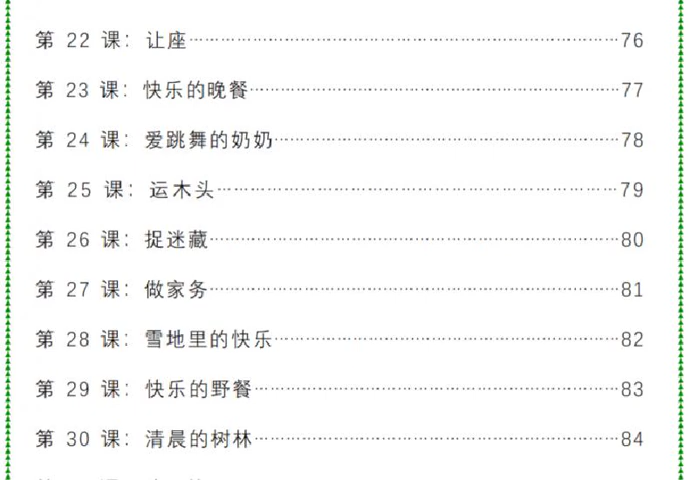 第 22 课：让座……………………………………………76
第 23 课：快乐的晚餐……………………………………77
第 24 课：爱跳舞的奶奶…………………………………78
第 25 课：运木头…………………………………………79
第 26 课：捉迷藏…………………………………………80
第 27 课：做家务…………………………………………81
第 28 课：雪地里的快乐…………………………………82
第 29 课：快乐的野餐……………………………………83
第 30 课：清晨的树林……………………………………84